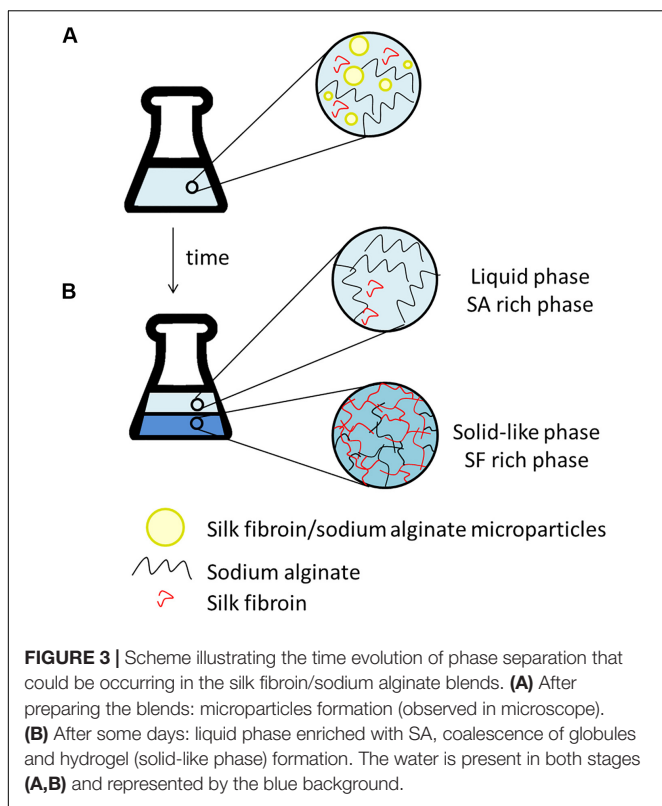 A
time
B
Liquid phase
SA rich phase
Solid-like phase
SF rich phase
Silk fibroin/sodium alginate microparticles
Sodium alginate
Silk fibroin
FIGURE 3 | Scheme illustrating the time evolution of phase separation that
could be occurring in the silk fibroin/sodium alginate blends. (A) After
preparing the blends: microparticles formation (observed in microscope).
(B) After some days: liquid phase enriched with SA, coalescence of globules
and hydrogel (solid-like phase) formation. The water is present in both stages
(A,B) and represented by the blue background.